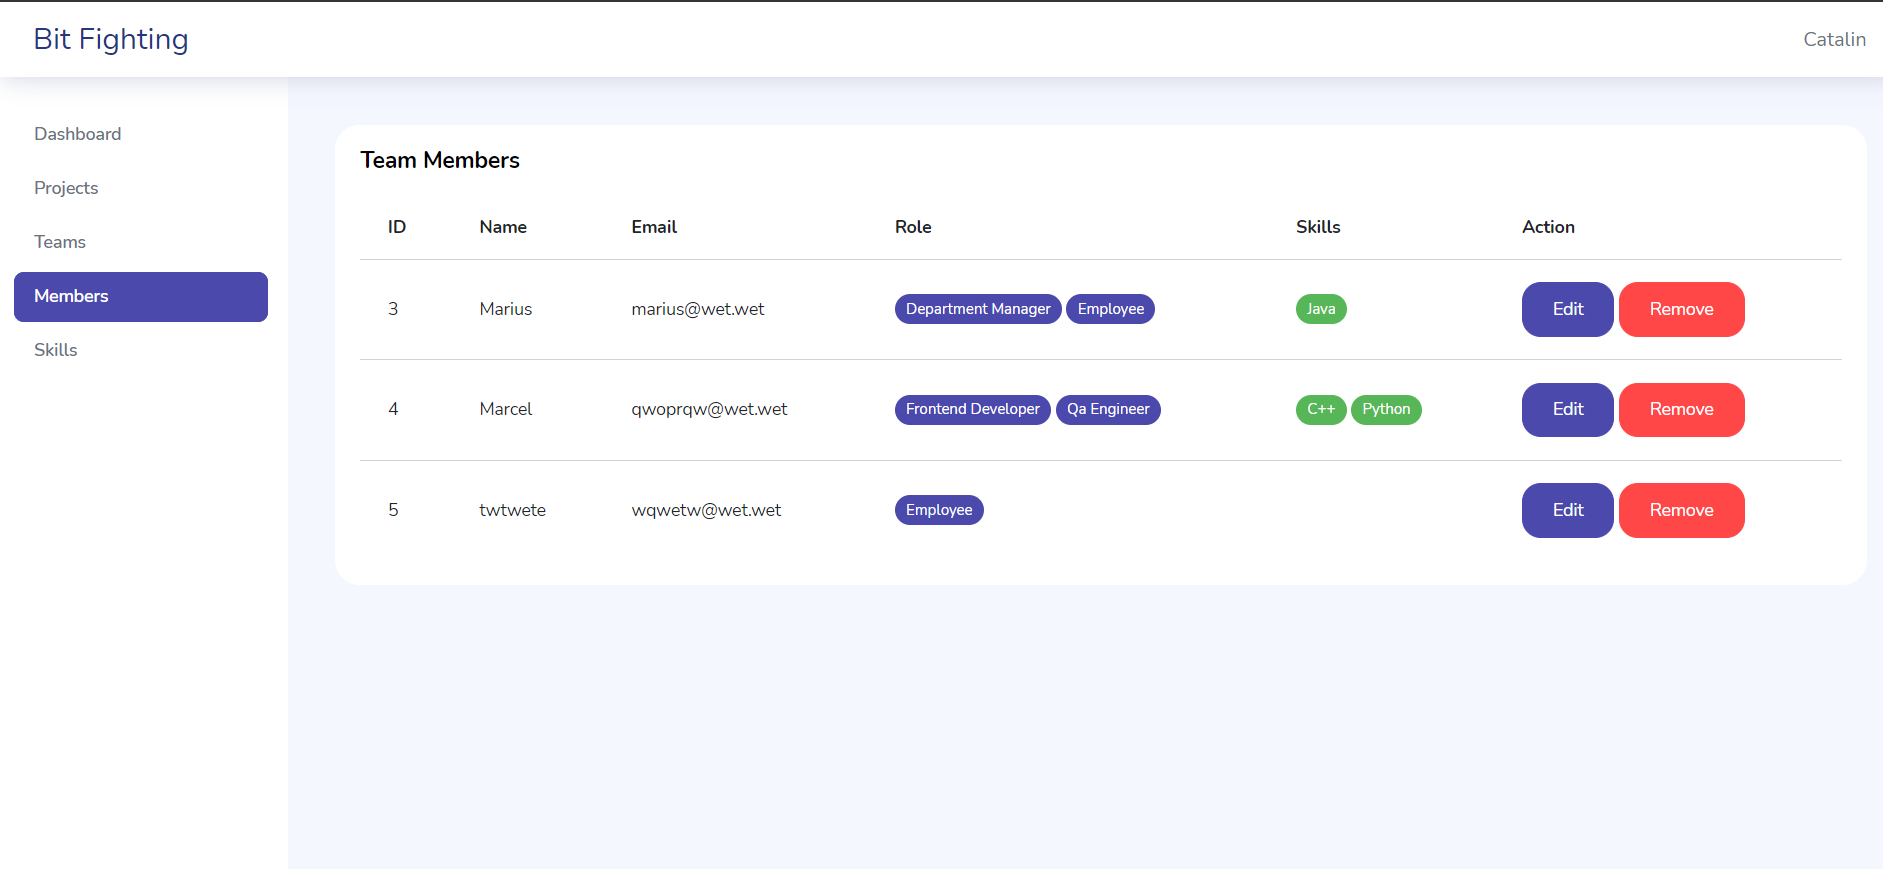 Bit Fighting
Catalin
Dashboard
Projects
Teams
Members
Skills
Team Members
ID Name Email Role Skills Action
3 Marius marius@wet.wet Department Manager Employee Java Edit Remove
4 Marcel qwoprqw@wet.wet Frontend Developer Qa Engineer C++ Python Edit Remove
5 twtwete wqwetw@wet.wet Employee Edit Remove